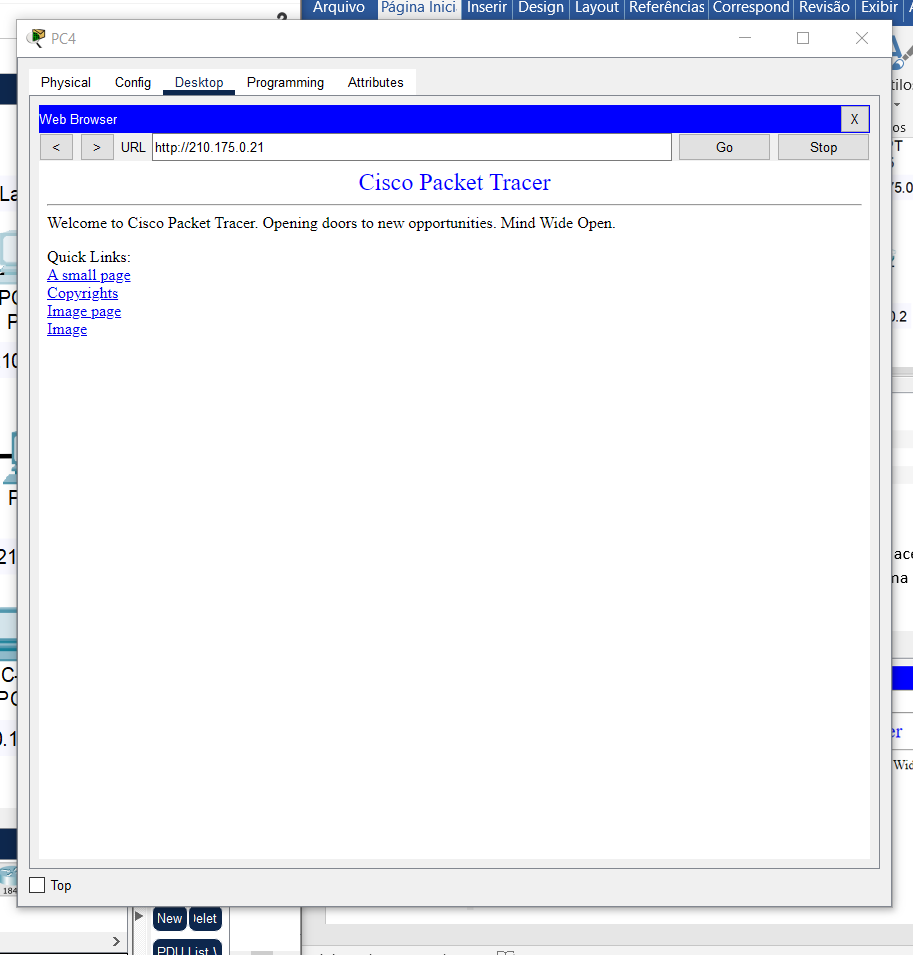 Arquivo Página Inici Inserir Design Layout Referências Correspond Revisão Exibir
PC4
Physical Config Desktop Programming Attributes
Web Browser X
< > URL http://210.175.0.21 Go Stop
Cisco Packet Tracer
Welcome to Cisco Packet Tracer. Opening doors to new opportunities. Mind Wide Open.
Quick Links:
A small page
Copyrights
Image page
Image
Top
New elet
PDU List
184